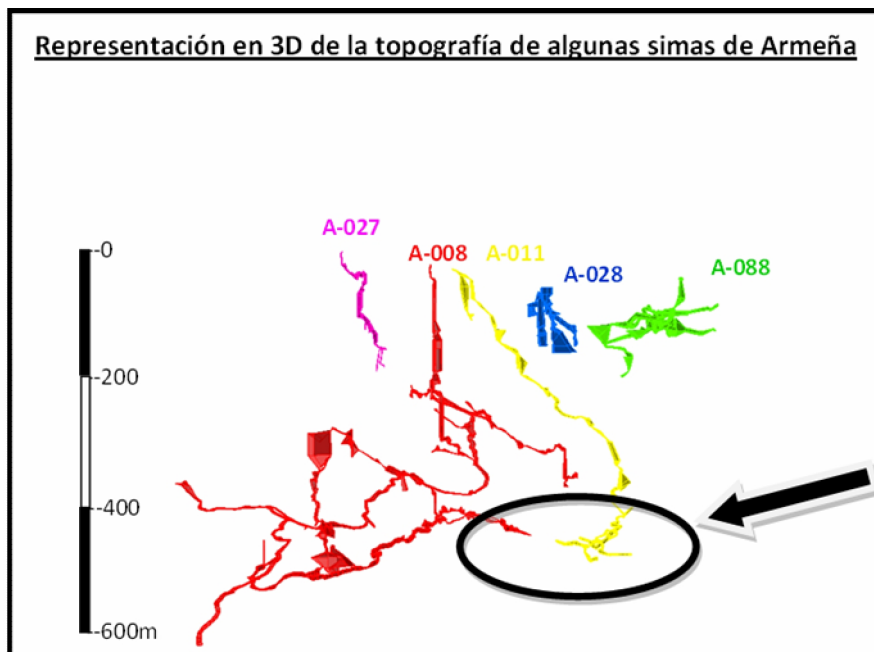 Representación en 3D de la topografía de algunas simas de Armeña
A-027
A-008
A-011
A-028
A-088
-0
-200
-400
-600m